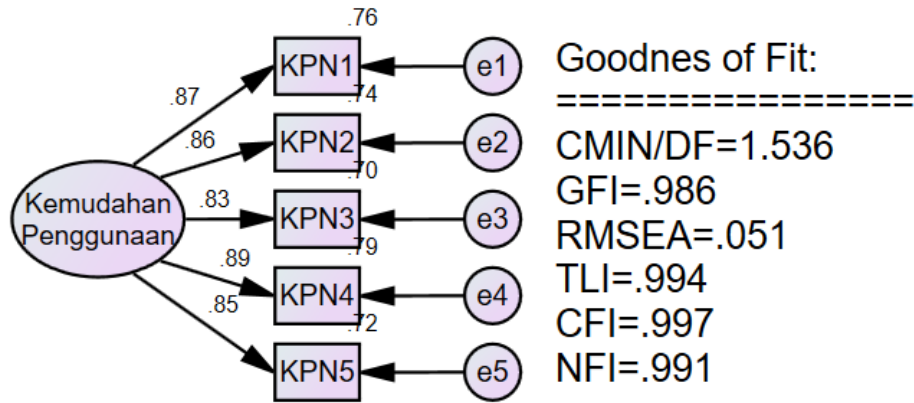 .76
KPN1
e1
.87
.74
KPN2
e2
.86
.70
Kemudahan
Penggunaan
.83
KPN3
e3
.79
.89
KPN4
e4
.72
.85
KPN5
e5
Goodnes of Fit:
================
CMIN/DF=1.536
GFI=.986
RMSEA=.051
TLI=.994
CFI=.997
NFI=.991